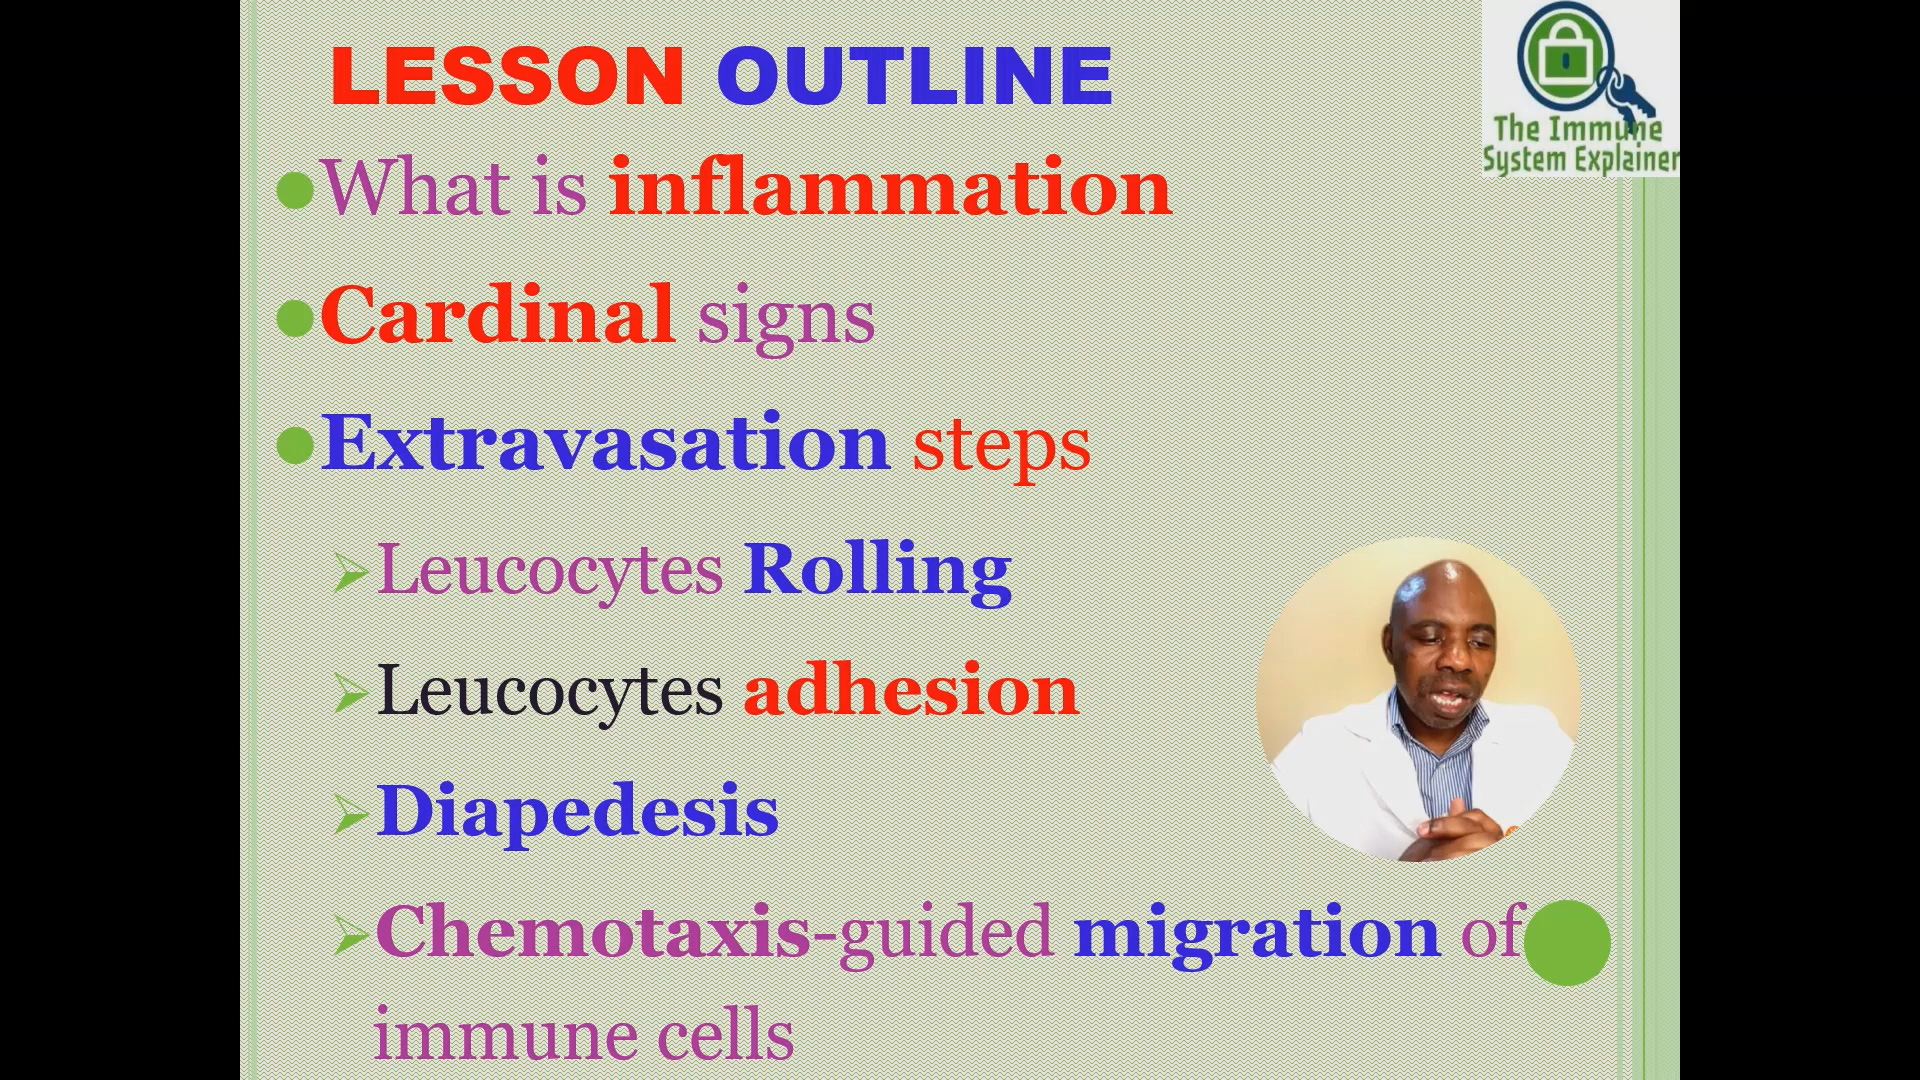 LESSON OUTLINE
The Immune
System Explainer
What is inflammation
Cardinal signs
Extravasation steps
Leucocytes Rolling
Leucocytes adhesion
Diapedesis
Chemotaxis-guided migration of
immune cells